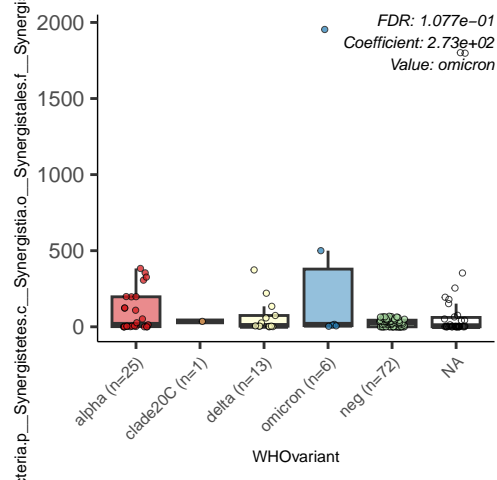 cteria.p__Synergistetes.c__Synergistia.o__Synergistales.f__Synergis
2000
1500
1000
500
0
FDR: 1.077e−01
Coefficient: 2.73e+02
Value: omicron
alpha (n=25)
clade20C (n=1)
delta (n=13)
omicron (n=6)
neg (n=72)
NA
WHOvariant